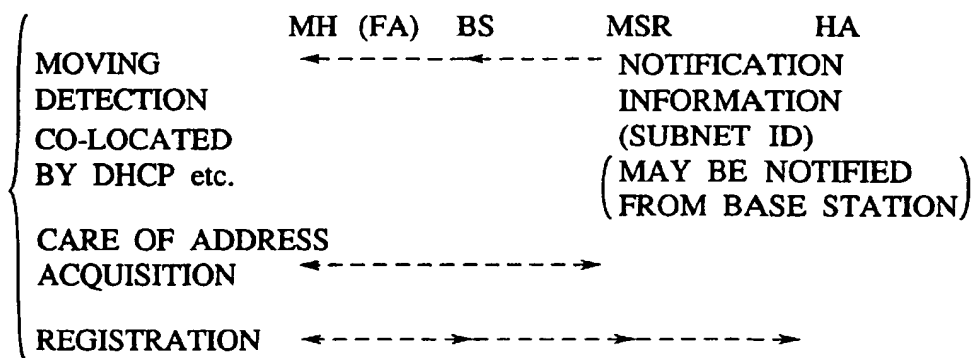 MH (FA) BS MSR HA
MOVING NOTIFICATION
DETECTION INFORMATION
CO-LOCATED (SUBNET ID)
BY DHCP etc. (MAY BE NOTIFIED
FROM BASE STATION)
CARE OF ADDRESS
ACQUISITION
REGISTRATION